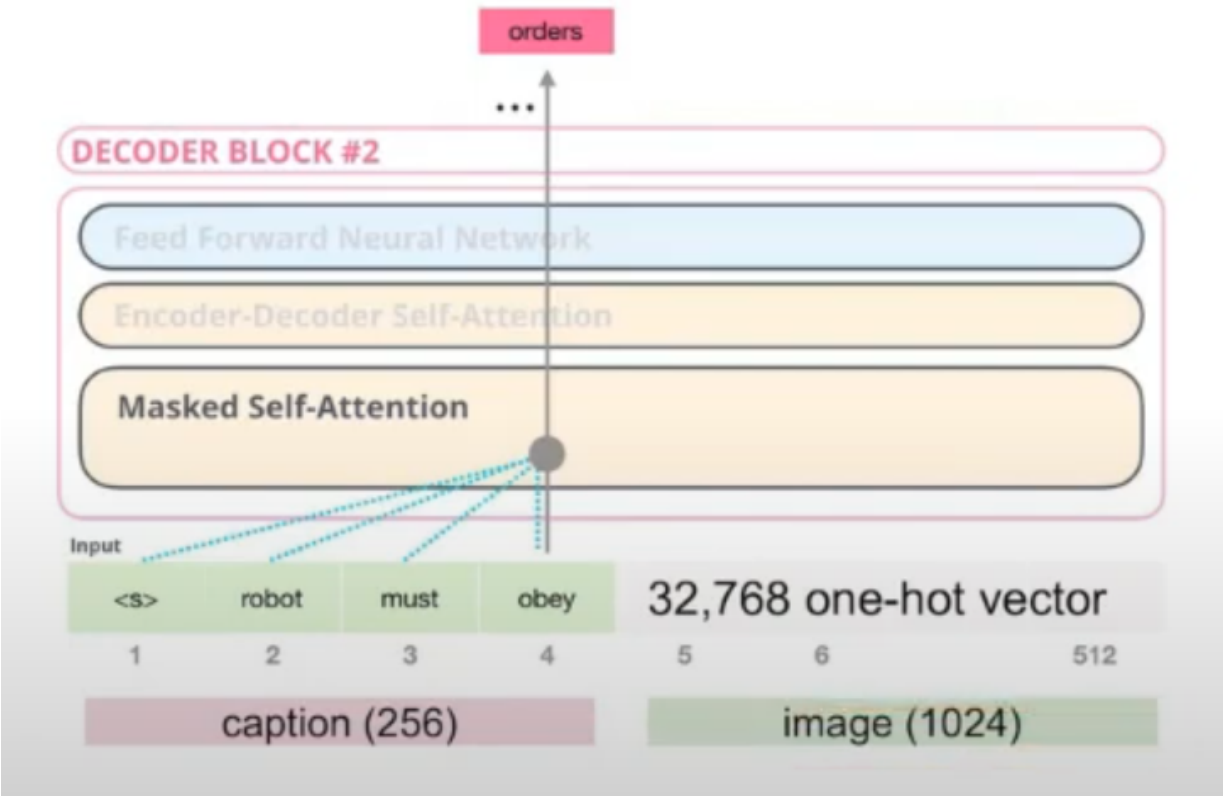 orders
...
DECODER BLOCK #2
Feed Forward Neural Network
Encoder-Decoder Self-Attention
Masked Self-Attention
Input
<s> robot must obey 32,768 one-hot vector
1 2 3 4 5 6 512
caption (256) image (1024)